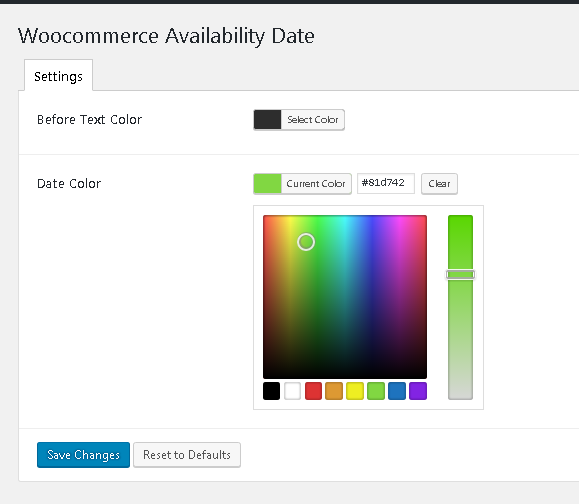 Woocommerce Availability Date
Settings
Before Text Color
Select Color
Date Color
Current Color
#81d742
Clear
Save Changes
Reset to Defaults